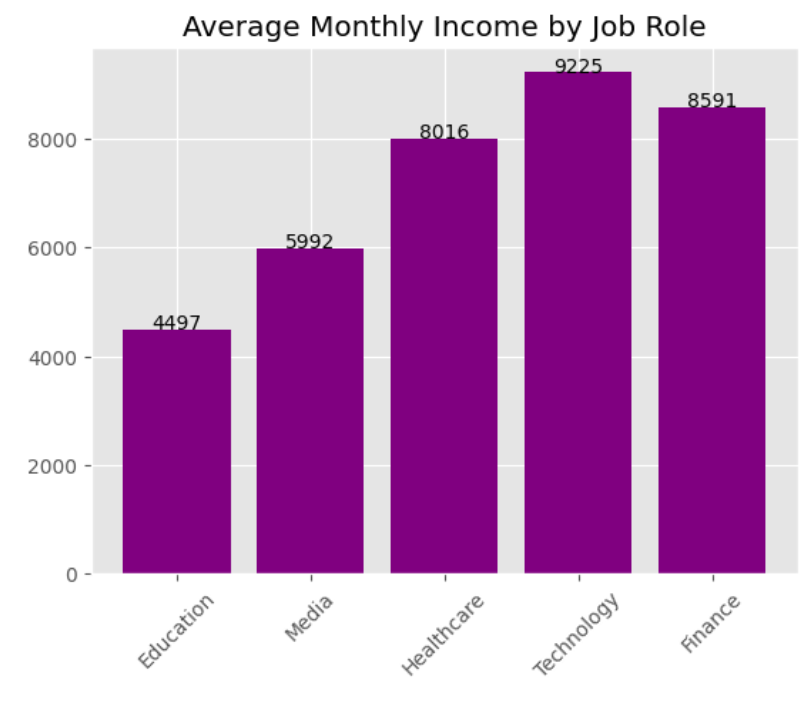 Average Monthly Income by Job Role
9225
8591
8016
8000
5992
6000
4497
4000
2000
0
Education
Media
Healthcare
Technology
Finance